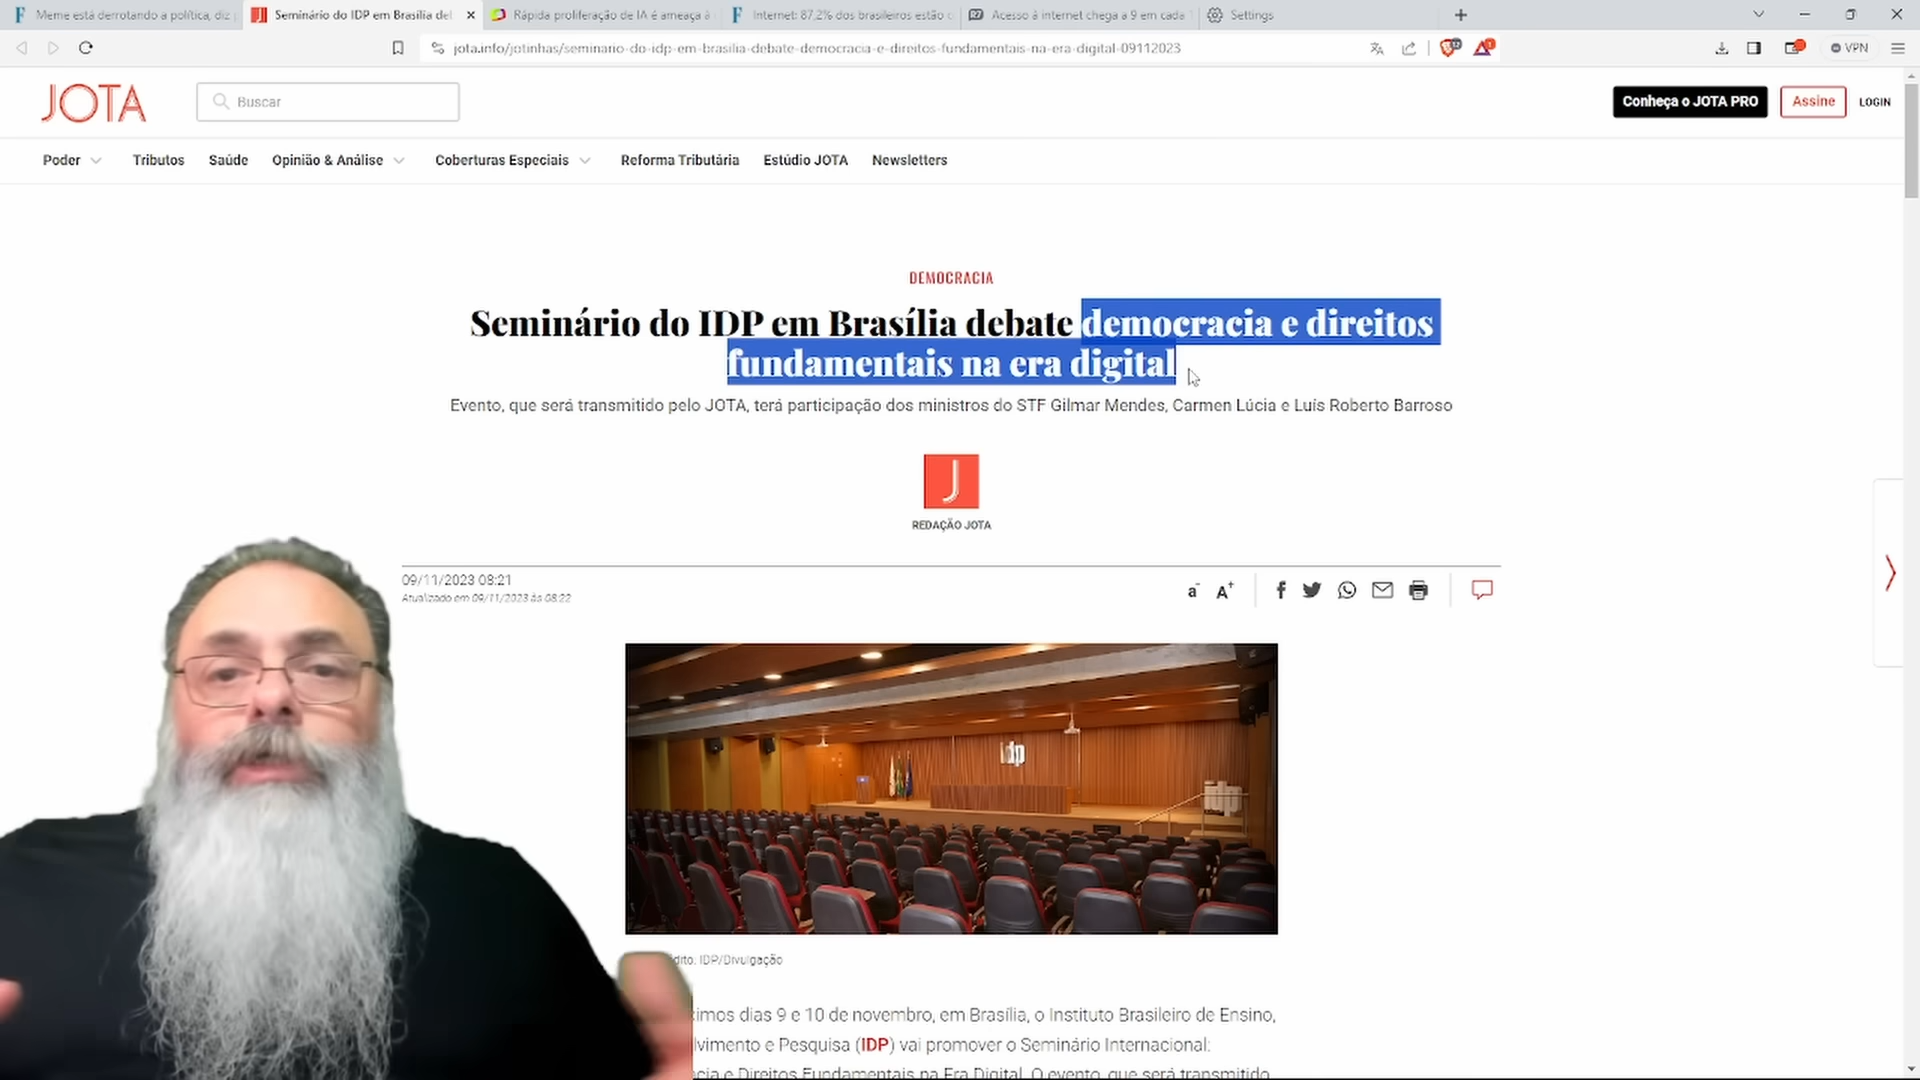 Meme está derrotando a política, diz
Seminário do IDP em Brasília de
Rápida proliferação de IA é ameaça à
Internet: 87,2% dos brasileiros estão c
Acesso à internet chega a 9 em cada
Settings
jota.info/jotinhas/seminario-do-idp-em-brasilia-debate-democracia-e-direitos-fundamentais-na-era-digital-09112023
VPN
JOTA
Buscar
Conheça o JOTA PRO
Assine
LOGIN
Poder
Tributos
Saúde
Opinião & Análise
Coberturas Especiais
Reforma Tributária
Estúdio JOTA
Newsletters
DEMOCRACIA
Seminário do IDP em Brasília debate democracia e direitos
fundamentais na era digital
Evento, que será transmitido pelo JOTA, terá participação dos ministros do STF Gilmar Mendes, Carmen Lúcia e Luís Roberto Barroso
J
REDAÇÃO JOTA
09/11/2023 08:21
Atualizado em 09/11/2023 às 08:22
a-
A+
idp
dito: IDP/Divulgação
imos dias 9 e 10 de novembro, em Brasília, o Instituto Brasileiro de Ensino,
lvimento e Pesquisa (IDP) vai promover o Seminário Internacional:
cia e Direitos Fundamentais na Era Digital. O evento, que será transmitido